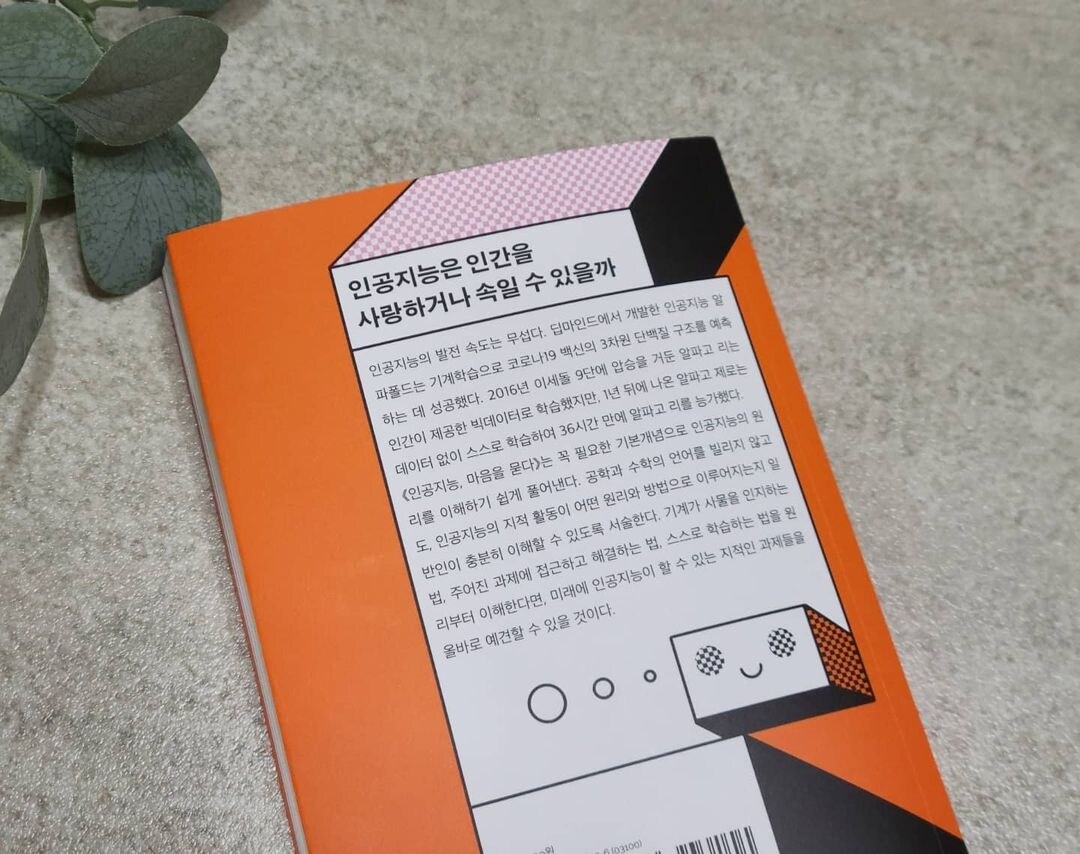 인공지능은 인간을
사랑하거나 속일 수 있을까
인공지능의 발전 속도는 무섭다. 딥마인드에서 개발한 인공지능 알
파폴드는 기계학습으로 코로나19 백신의 3차원 단백질 구조를 예측
하는 데 성공했다. 2016년 이세돌 9단에 압승을 거둔 알파고 리는
인간이 제공한 빅데이터로 학습했지만, 1년 뒤에 나온 알파고 제로는
데이터 없이 스스로 학습하여 36시간 만에 알파고 리를 능가했다.
《인공지능, 마음을 묻다》는 꼭 필요한 기본개념으로 인공지능의 원
리를 이해하기 쉽게 풀어낸다. 공학과 수학의 언어를 빌리지 않고
도, 인공지능의 지적 활동이 어떤 원리와 방법으로 이루어지는지 일
반인이 충분히 이해할 수 있도록 서술한다. 기계가 사물을 인지하는
법, 주어진 과제에 접근하고 해결하는 법, 스스로 학습하는 법을 원
리부터 이해한다면, 미래에 인공지능이 할 수 있는 지적인 과제들을
올바로 예견할 수 있을 것이다.
(03100)